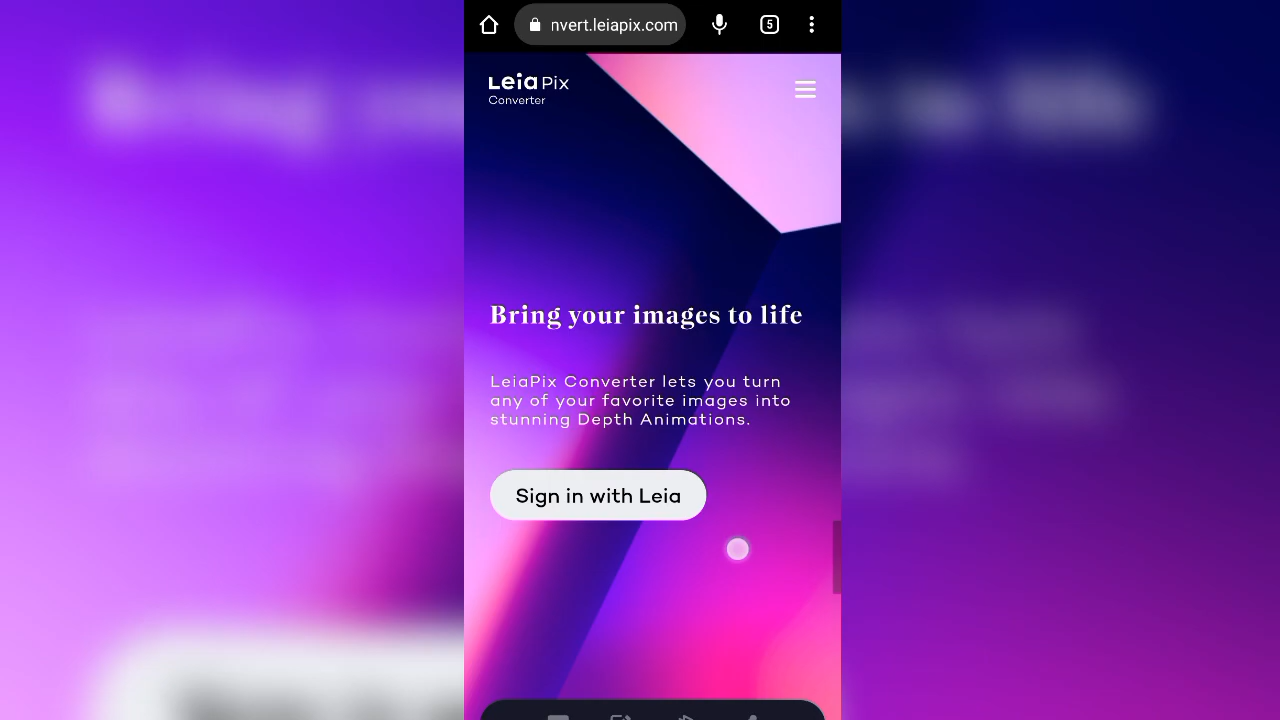 nvert.leiapix.com
5
Leia Pix
Converter
Bring your images to life
LeiaPix Converter lets you turn
any of your favorite images into
stunning Depth Animations.
Sign in with Leia